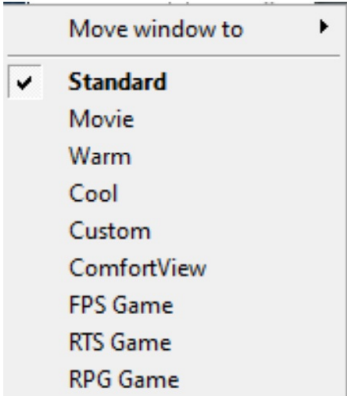 Move window to
Standard
Movie
Warm
Cool
Custom
ComfortView
FPS Game
RTS Game
RPG Game